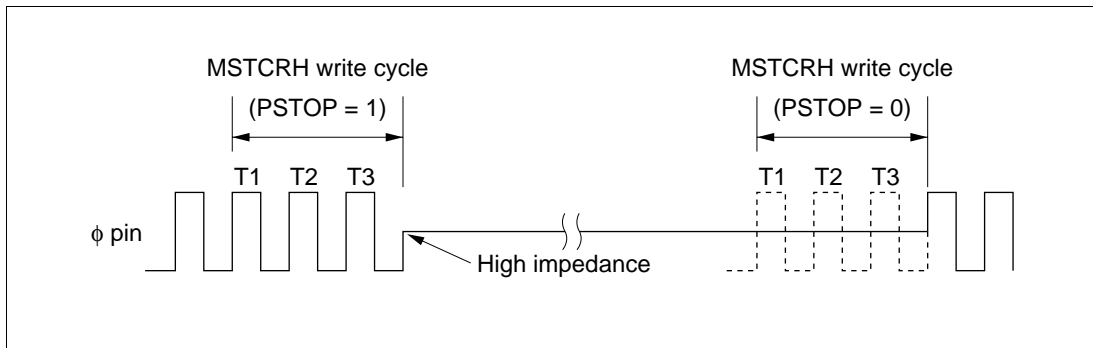 MSTCRH write cycle
(PSTOP = 1)
MSTCRH write cycle
(PSTOP = 0)
T1 T2 T3
T1 T2 T3
φ pin
High impedance